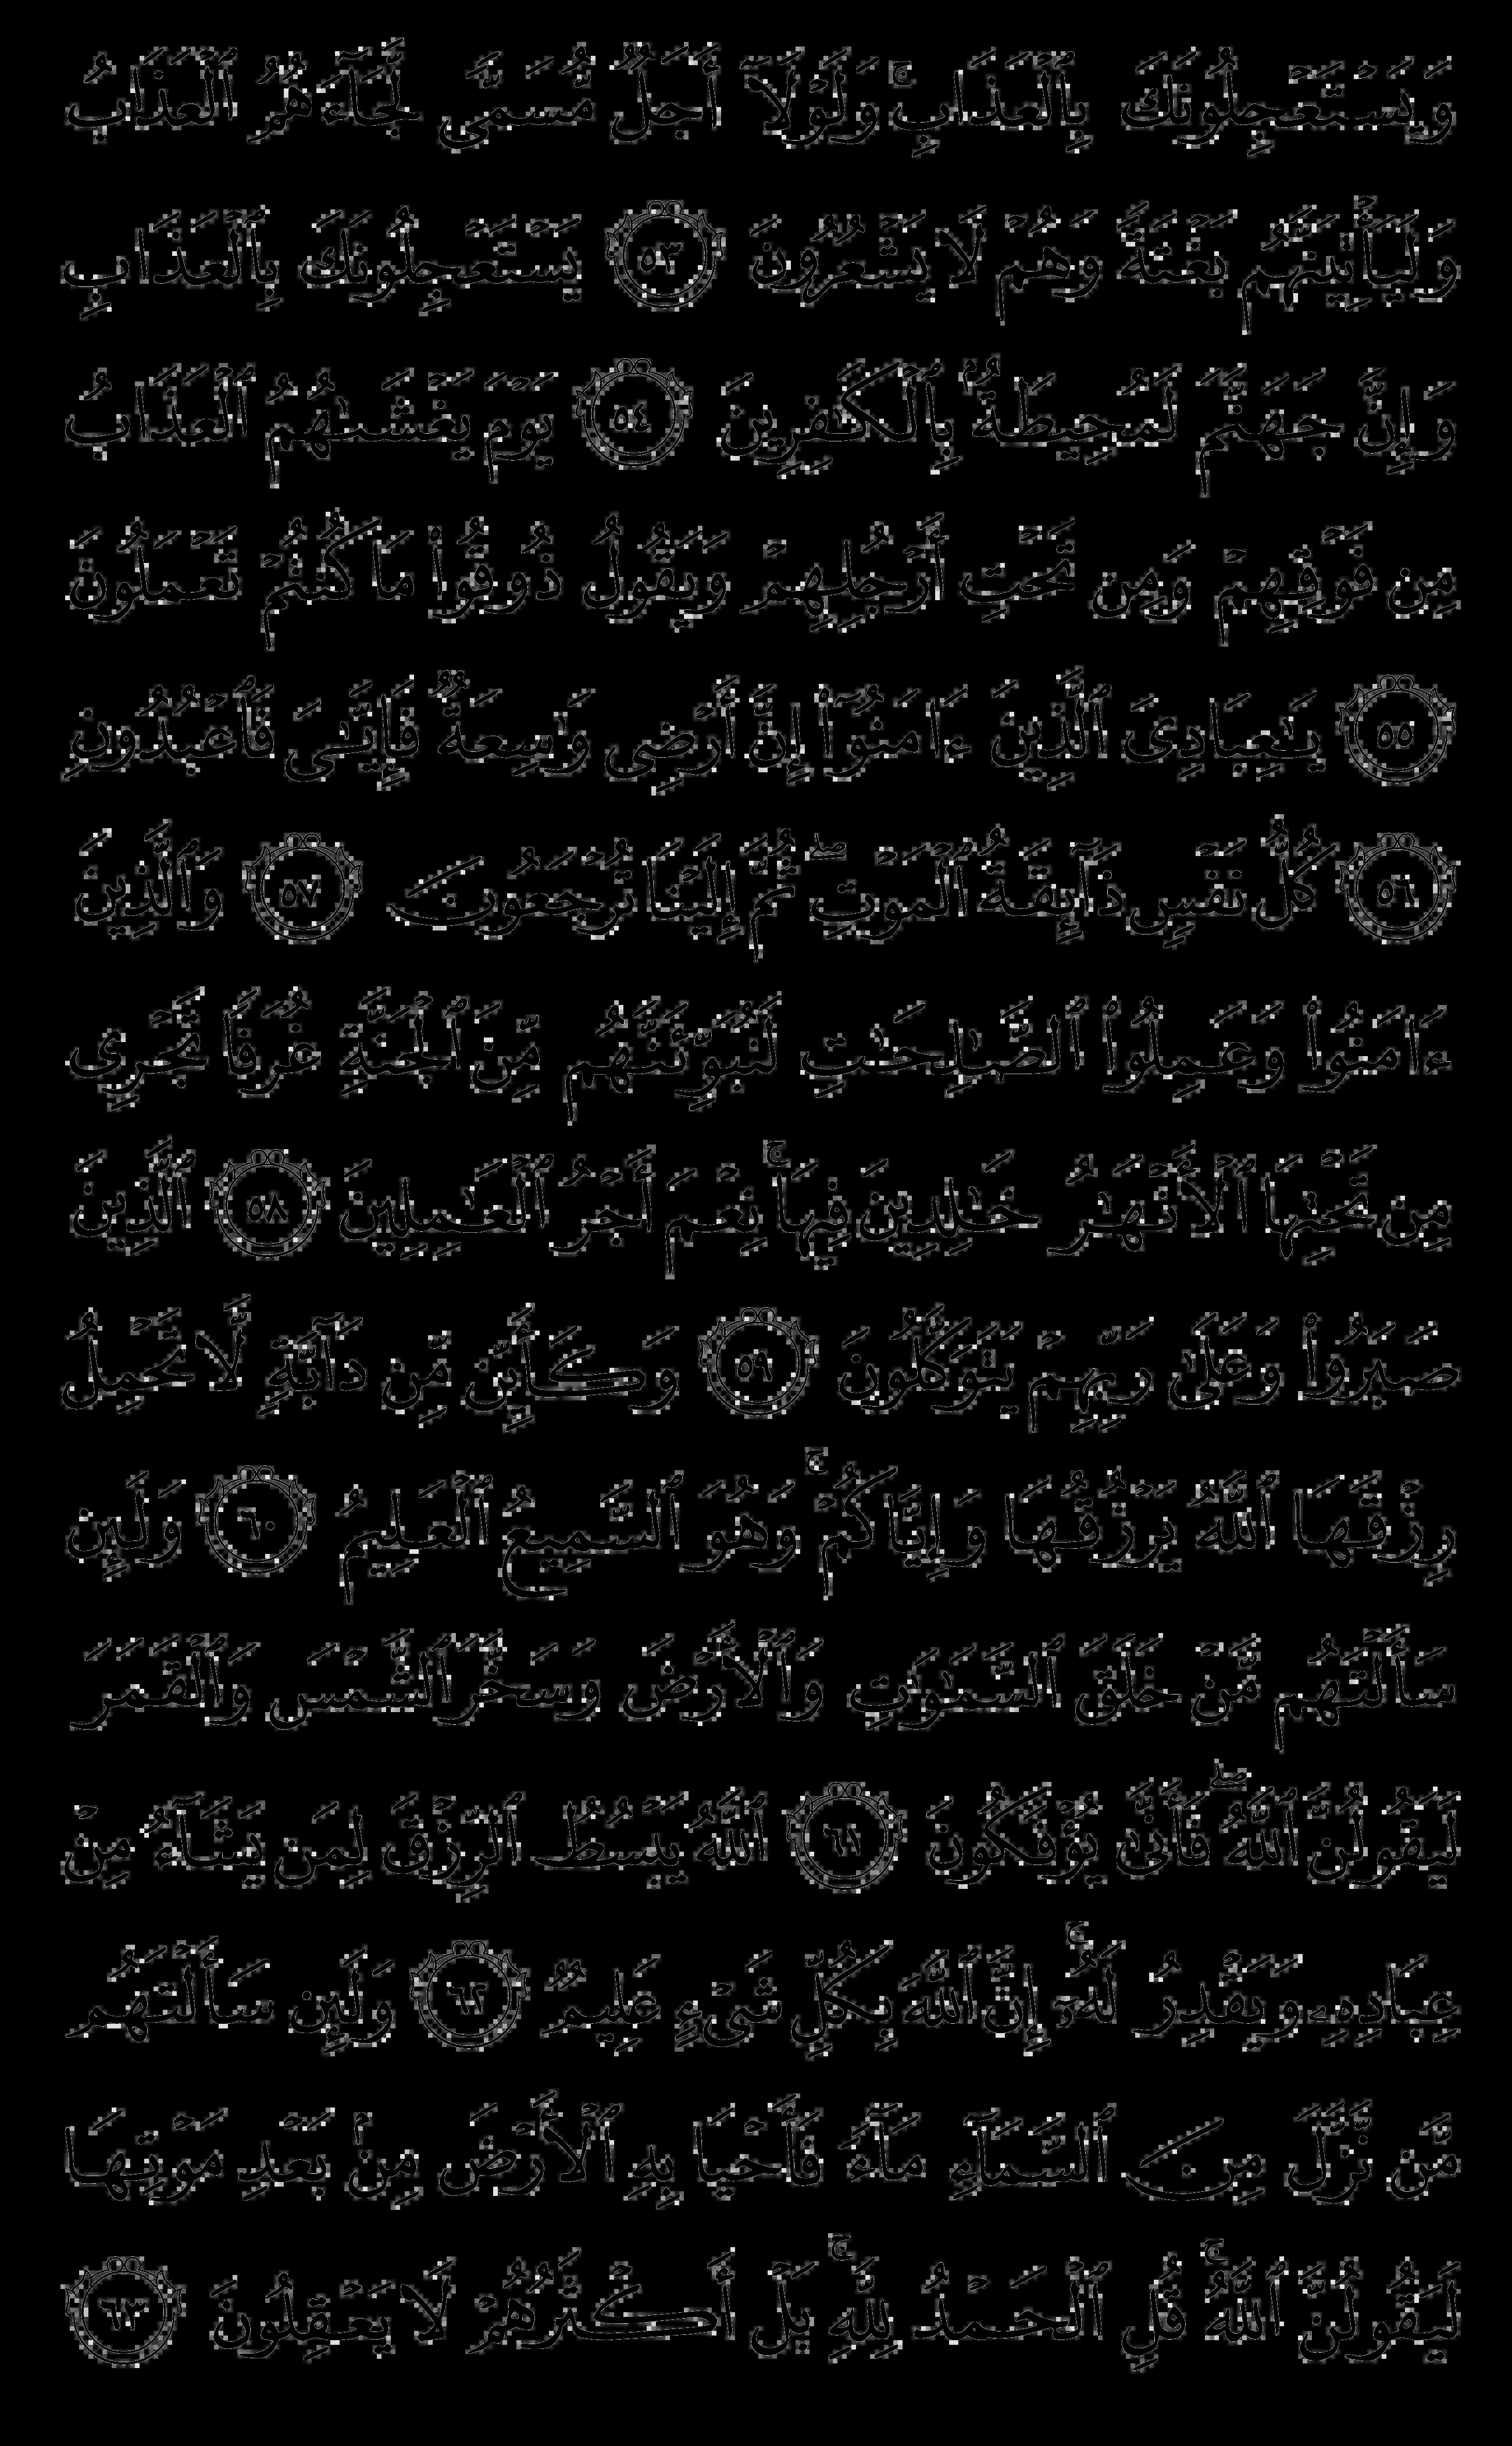 وَيَسْتَعْجِلُونَكَ بِٱلْعَذَابِ ۚ وَلَوْلَآ أَجَلٌ مُّسَمًّى لَّجَآءَهُمُ ٱلْعَذَابُ
وَلَيَأْتِيَنَّهُم بَغْتَةً وَهُمْ لَا يَشْعُرُونَ ٥٣ يَسْتَعْجِلُونَكَ بِٱلْعَذَابِ
وَإِنَّ جَهَنَّمَ لَمُحِيطَةٌۢ بِٱلْكَٰفِرِينَ ٥٤ يَوْمَ يَغْشَىٰهُمُ ٱلْعَذَابُ
مِن فَوْقِهِمْ وَمِن تَحْتِ أَرْجُلِهِمْ وَيَقُولُ ذُوقُوا۟ مَا كُنتُمْ تَعْمَلُونَ
٥٥ يَٰعِبَادِىَ ٱلَّذِينَ ءَامَنُوٓا۟ إِنَّ أَرْضِى وَٰسِعَةٌ فَإِيَّٰىَ فَٱعْبُدُونِ
٥٦ كُلُّ نَفْسٍ ذَآئِقَةُ ٱلْمَوْتِ ۖ ثُمَّ إِلَيْنَا تُرْجَعُونَ ٥٧ وَٱلَّذِينَ
ءَامَنُوا۟ وَعَمِلُوا۟ ٱلصَّٰلِحَٰتِ لَنُبَوِّئَنَّهُم مِّنَ ٱلْجَنَّةِ غُرَفًا تَجْرِى
مِن تَحْتِهَا ٱلْأَنْهَٰرُ خَٰلِدِينَ فِيهَا ۚ نِعْمَ أَجْرُ ٱلْعَٰمِلِينَ ٥٨ ٱلَّذِينَ
صَبَرُوا۟ وَعَلَىٰ رَبِّهِمْ يَتَوَكَّلُونَ ٥٩ وَكَأَيِّن مِّن دَآبَّةٍ لَّا تَحْمِلُ
رِزْقَهَا ٱللَّهُ يَرْزُقُهَا وَإِيَّاكُمْ ۚ وَهُوَ ٱلسَّمِيعُ ٱلْعَلِيمُ ٦٠ وَلَئِن
سَأَلْتَهُم مَّنْ خَلَقَ ٱلسَّمَٰوَٰتِ وَٱلْأَرْضَ وَسَخَّرَ ٱلشَّمْسَ وَٱلْقَمَرَ
لَيَقُولُنَّ ٱللَّهُ ۖ فَأَنَّىٰ يُؤْفَكُونَ ٦١ ٱللَّهُ يَبْسُطُ ٱلرِّزْقَ لِمَن يَشَآءُ مِنْ
عِبَادِهِۦ وَيَقْدِرُ لَهُۥٓ ۚ إِنَّ ٱللَّهَ بِكُلِّ شَىْءٍ عَلِيمٌ ٦٢ وَلَئِن سَأَلْتَهُم
مَّن نَّزَّلَ مِنَ ٱلسَّمَآءِ مَآءً فَأَحْيَا بِهِ ٱلْأَرْضَ مِنۢ بَعْدِ مَوْتِهَا
لَيَقُولُنَّ ٱللَّهُ ۚ قُلِ ٱلْحَمْدُ لِلَّهِ ۚ بَلْ أَكْثَرُهُمْ لَا يَعْقِلُونَ ٦٣